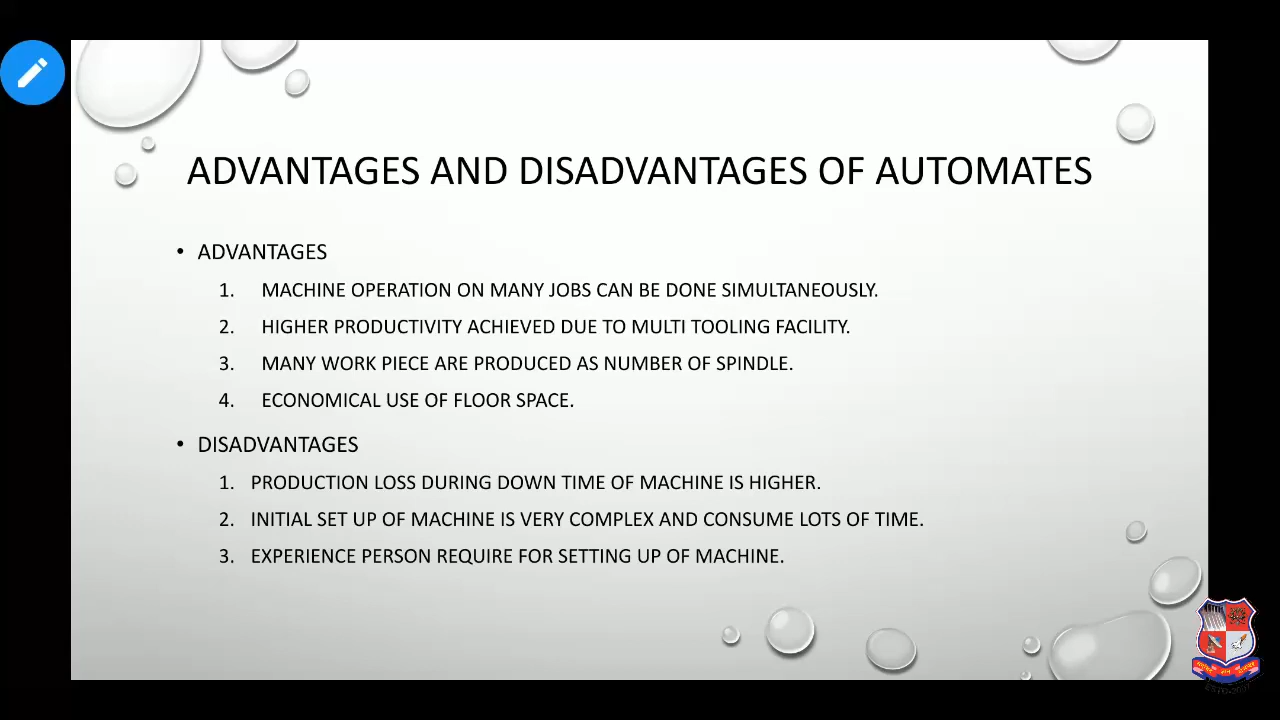 ADVANTAGES AND DISADVANTAGES OF AUTOMATES
• ADVANTAGES
1. MACHINE OPERATION ON MANY JOBS CAN BE DONE SIMULTANEOUSLY.
2. HIGHER PRODUCTIVITY ACHIEVED DUE TO MULTI TOOLING FACILITY.
3. MANY WORK PIECE ARE PRODUCED AS NUMBER OF SPINDLE.
4. ECONOMICAL USE OF FLOOR SPACE.
• DISADVANTAGES
1. PRODUCTION LOSS DURING DOWN TIME OF MACHINE IS HIGHER.
2. INITIAL SET UP OF MACHINE IS VERY COMPLEX AND CONSUME LOTS OF TIME.
3. EXPERIENCE PERSON REQUIRE FOR SETTING UP OF MACHINE.